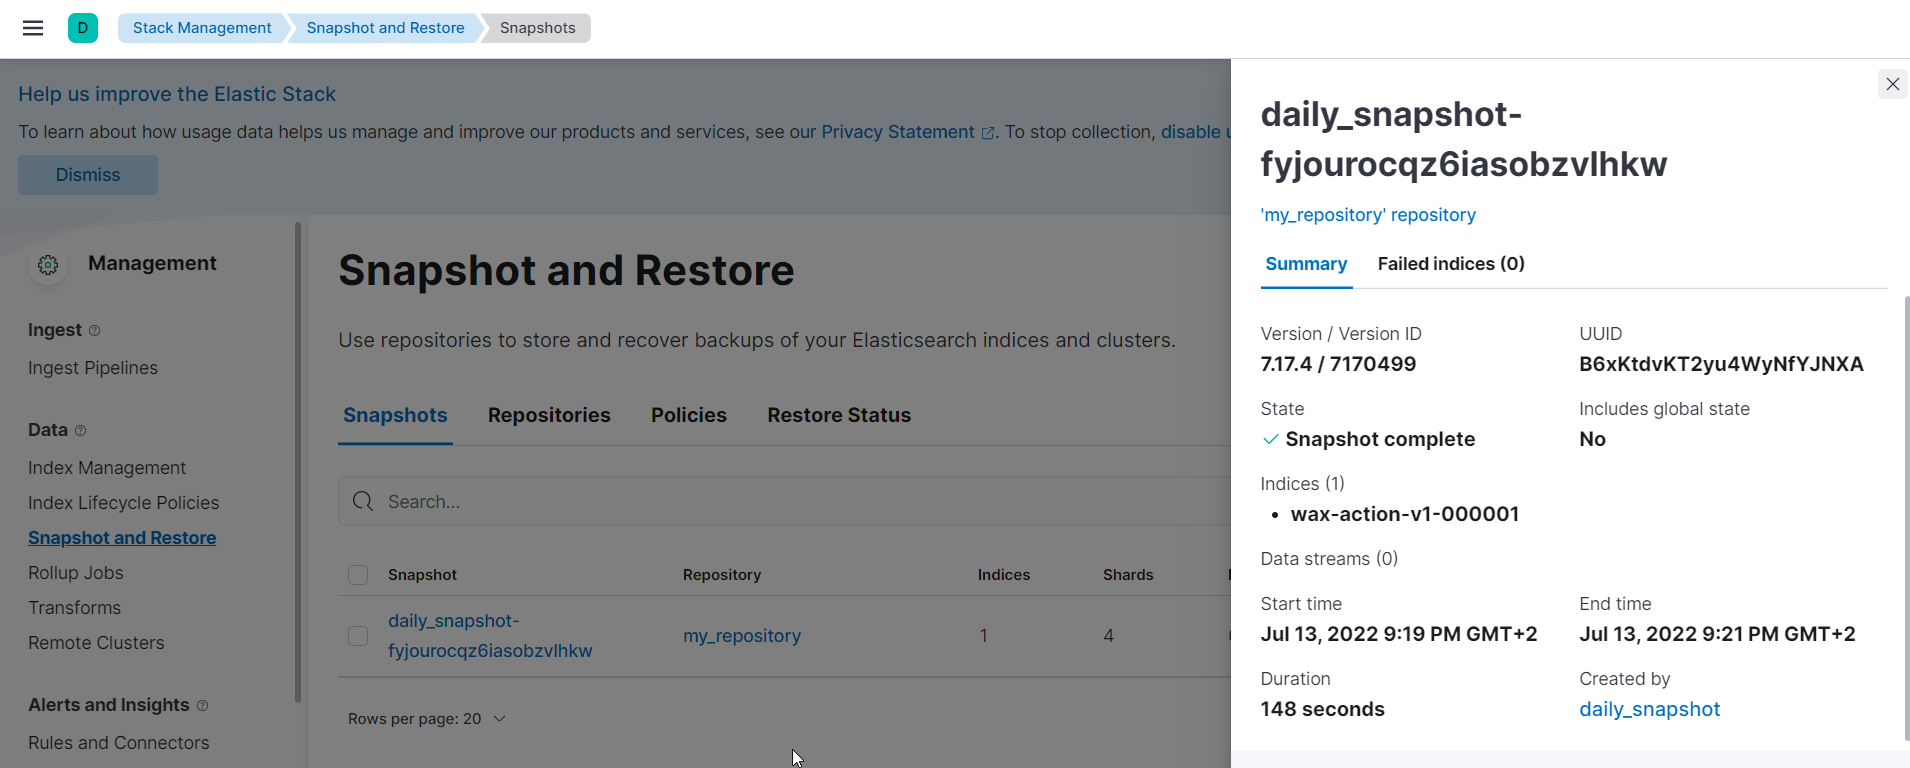 D
Stack Management
Snapshot and Restore
Snapshots
Help us improve the Elastic Stack
To learn about how usage data helps us manage and improve our products and services, see our Privacy Statement . To stop collection, disable
Dismiss
Management
Ingest
Ingest Pipelines
Data
Index Management
Index Lifecycle Policies
Snapshot and Restore
Rollup Jobs
Transforms
Remote Clusters
Alerts and Insights
Rules and Connectors
Snapshot and Restore
Use repositories to store and recover backups of your Elasticsearch indices and clusters.
Snapshots Repositories Policies Restore Status
Search...
Snapshot Repository Indices Shards
daily_snapshot-
fyjourocqz6iasobzvlhkw
my_repository 1 4
Rows per page: 20
daily_snapshot-
fyjourocqz6iasobzvlhkw
'my_repository' repository
Summary Failed indices (0)
Version / Version ID
7.17.4 / 7170499
UUID
B6xKtdvKT2yu4WyNfYJNXA
State
Snapshot complete
Includes global state
No
Indices (1)
• wax-action-v1-000001
Data streams (0)
Start time
Jul 13, 2022 9:19 PM GMT+2
End time
Jul 13, 2022 9:21 PM GMT+2
Duration
148 seconds
Created by
daily_snapshot